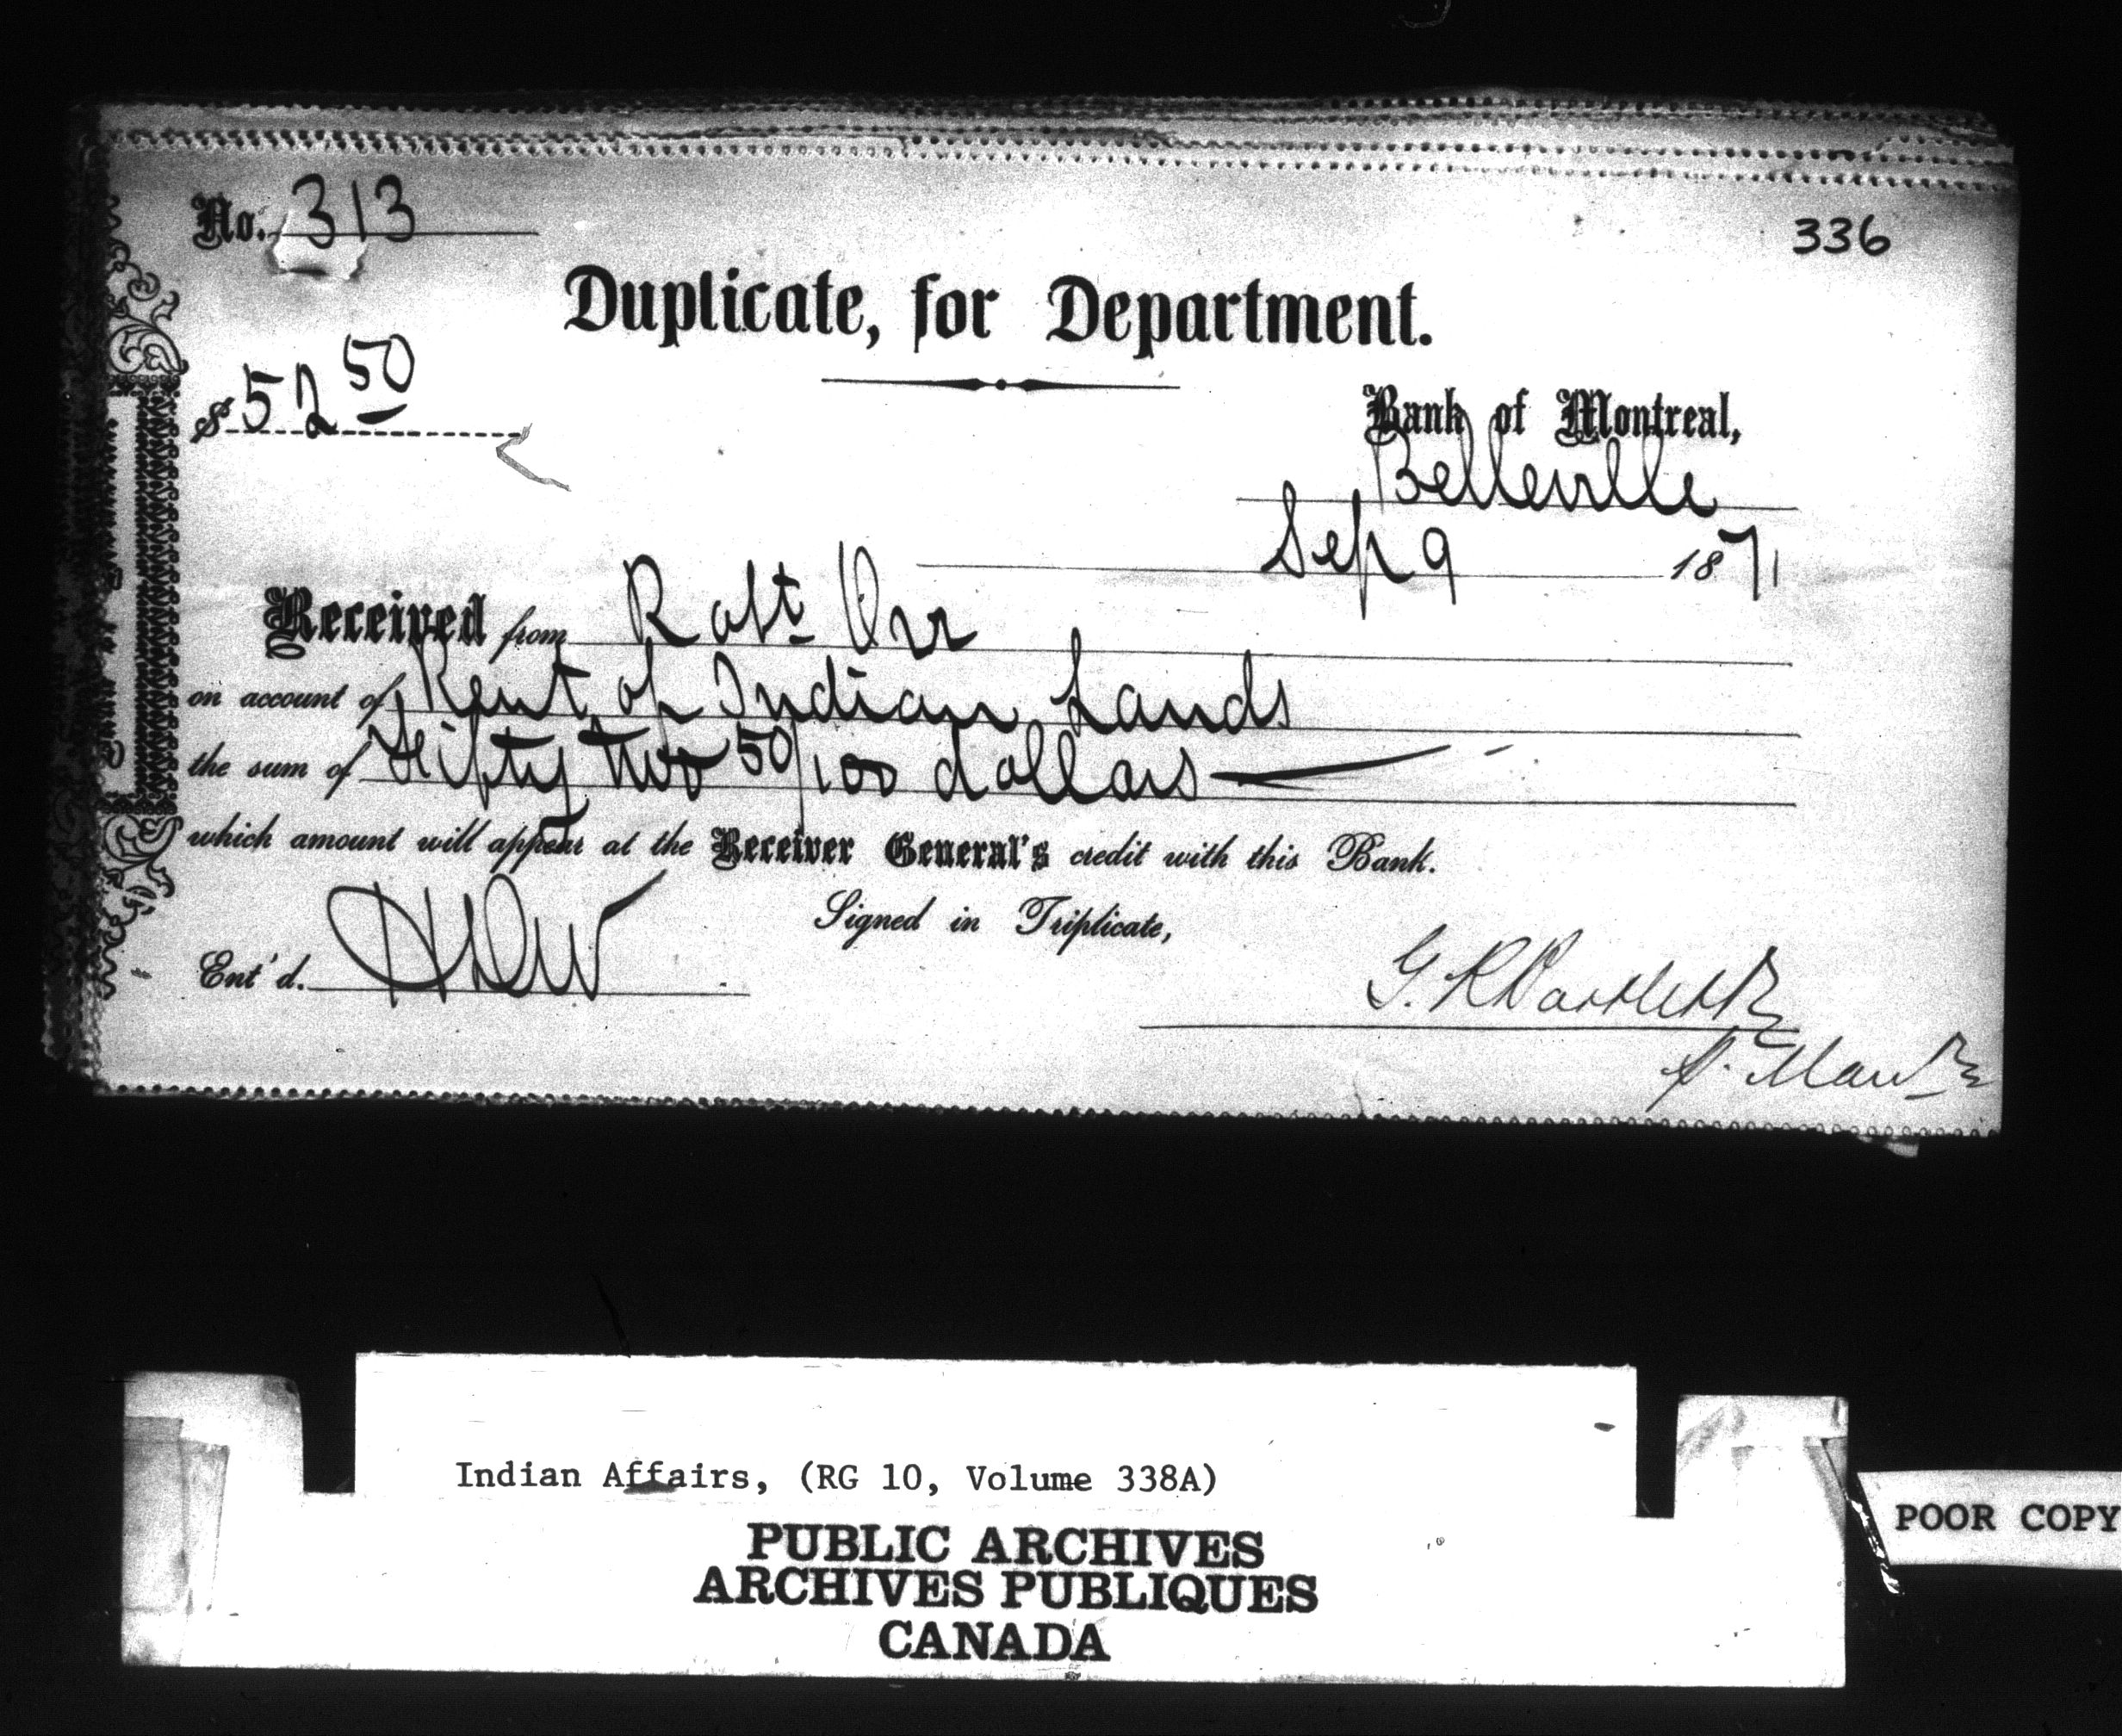 No. 313
336
Duplicate, for Department.
$ 52 50
Bank of Montreal,
Belleville
Sep 9 1871
Received from Robt Orr
on account of Rent of Indian Lands
the sum of Fifty two 50/100 dollars
which amount will appear at the Receiver General's credit with this Bank.
Signed in Triplicate,
Ent'd.
G. R. Bartlett
Indian Affairs, (RG 10, Volume 338A)
POOR COPY
PUBLIC ARCHIVES
ARCHIVES PUBLIQUES
CANADA